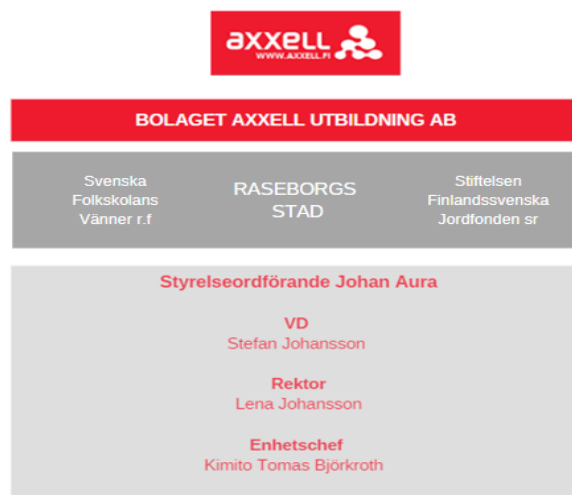 axxell
WWW.AXXELL.FI
BOLAGET AXXELL UTBILDNING AB
Svenska
Folkskolans
Vänner r.f
RASEBORGS
STAD
Stiftelsen
Finlandssvenska
Jordfonden sr
Styrelseordförande Johan Aura
VD
Stefan Johansson
Rektor
Lena Johansson
Enhetschef
Kimito Tomas Björkroth